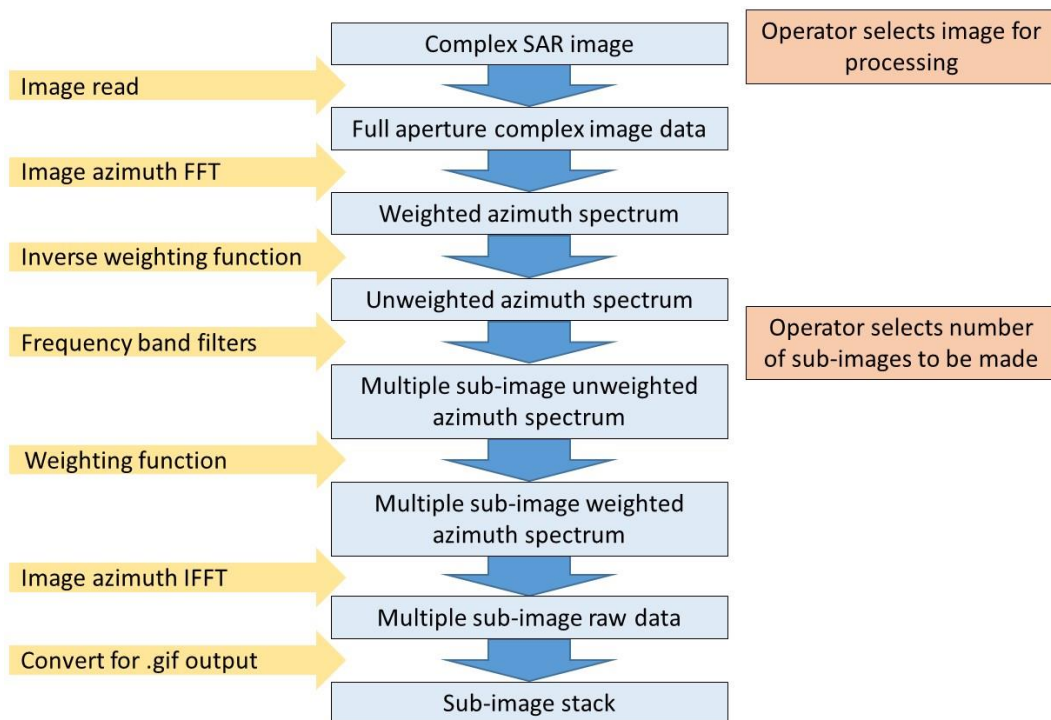 Complex SAR image
Operator selects image for
processing
Image read
Full aperture complex image data
Image azimuth FFT
Weighted azimuth spectrum
Inverse weighting function
Unweighted azimuth spectrum
Frequency band filters
Operator selects number
of sub-images to be made
Multiple sub-image unweighted
azimuth spectrum
Weighting function
Multiple sub-image weighted
azimuth spectrum
Image azimuth IFFT
Multiple sub-image raw data
Convert for .gif output
Sub-image stack